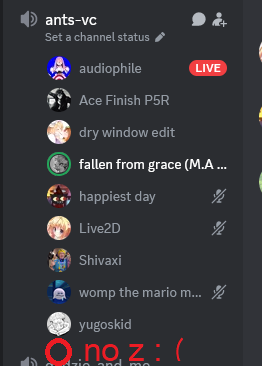 ants-vc
Set a channel status
audiophile LIVE
Ace Finish P5R
dry window edit
fallen from grace (M.A ...
happiest day
Live2D
Shivaxi
womp the mario m...
yugoskid
no z : (